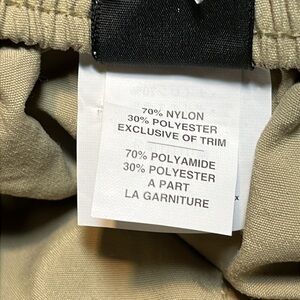 70% NYLON
30% POLYESTER
EXCLUSIVE OF TRIM
70% POLYAMIDE
30% POLYESTER
A PART
LA GARNITURE